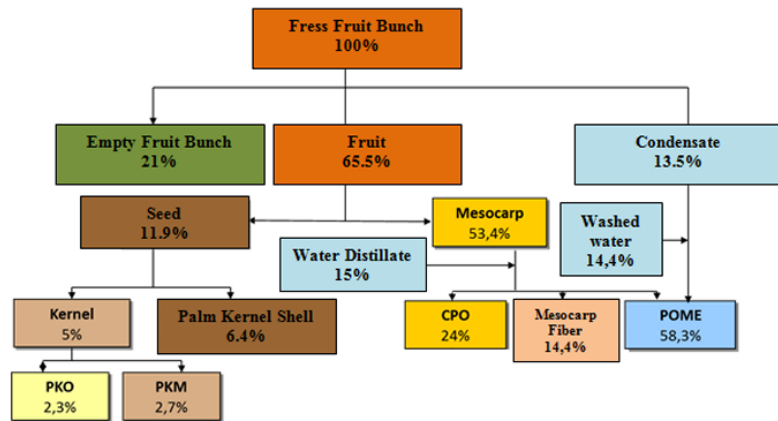 Fress Fruit Bunch
100%
Empty Fruit Bunch
21%
Fruit
65.5%
Condensate
13.5%
Seed
11.9%
Mesocarp
53,4%
Washed
water
14,4%
Water Distillate
15%
Kernel
5%
Palm Kernel Shell
6.4%
CPO
24%
Mesocarp
Fiber
14,4%
POME
58,3%
PKO
2,3%
PKM
2,7%